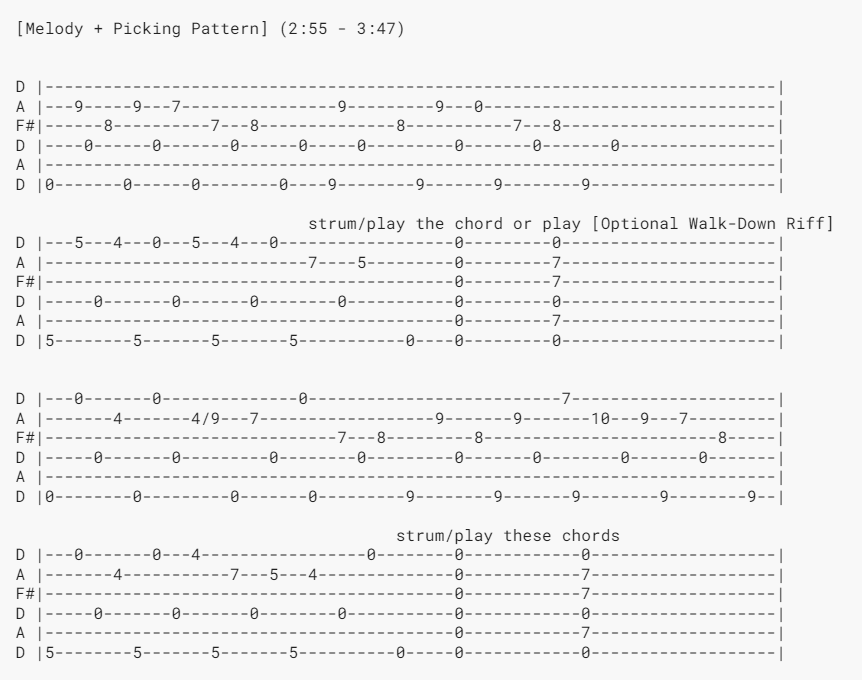 [Melody + Picking Pattern] (2:55 - 3:47)
D |---------------------------------------------------------------------------|
A |---9-----9---7----------------9---------9---0------------------------------|
F#|------8----------7---8--------------8-----------7---8----------------------|
D |----0------0-------0------0-----0---------0-------0-------0----------------|
A |---------------------------------------------------------------------------|
D |0-------0------0--------0----9--------9-----9----9-----9-------------------|
strum/play the chord or play [Optional Walk-Down Riff]
D |---5---4---0---5---4---0------------------0---------0----------------------|
A |---------------------------7----5---------0---------7----------------------|
F#|------------------------------------------0---------7----------------------|
D |-----0-------0-------0--------0-----------0---------0----------------------|
A |------------------------------------------0---------7----------------------|
D |5--------5-------5-------5-----------0----0---------0----------------------|
D |---0-------0--------------0--------------------------7---------------------|
A |-------4-------4/9---7------------------9-------9-------10---9---7---------|
F#|------------------------------7---8---------8------------------------8-----|
D |-----0-------0---------0--------0---------0-------0--------0-------0-------|
A |---------------------------------------------------------------------------|
D |0--------0---------0-------0---------9--------9-------9--------9--------9--|
strum/play these chords
D |---0-------0---4-----------------0--------0------------0-------------------|
A |-------4-----------7---5---4--------------0------------7-------------------|
F#|------------------------------------------0------------7-------------------|
D |-----0-------0-------0--------0-----------0------------0-------------------|
A |------------------------------------------0------------7-------------------|
D |5--------5-------5-------5----------0-----0------------0-------------------|